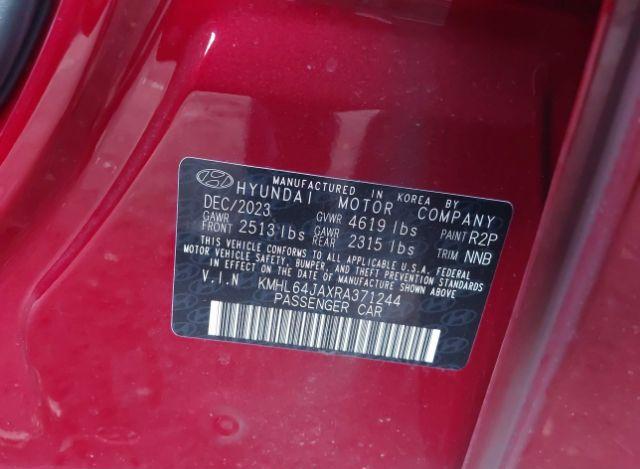 MANUFACTURED IN KOREA BY
HYUNDAI MOTOR COMPANY
DEC/2023 GVWR 4619 lbs PAINT R2P
GAWR FRONT 2513 lbs GAWR REAR 2315 lbs TRIM NNB
THIS VEHICLE CONFORMS TO ALL APPLICABLE U.S.A. FEDERAL
MOTOR VEHICLE SAFETY, BUMPER, AND THEFT PREVENTION STANDARDS
IN EFFECT ON THE DATE OF MANUFACTURE SHOWN ABOVE.
V.I.N KMHL64JAXRA371244
PASSENGER CAR